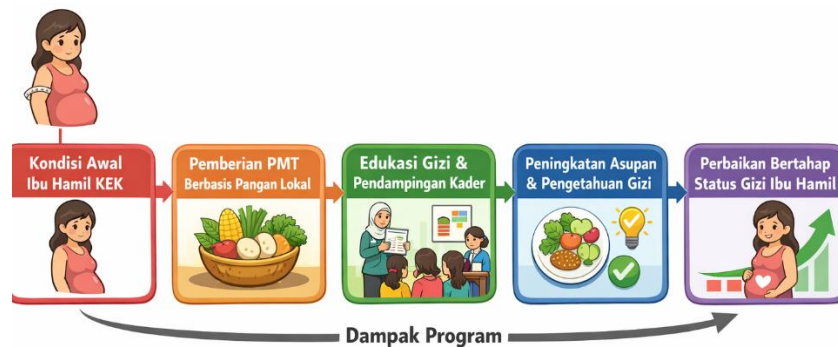 Kondisi Awal
Ibu Hamil KEK
Pemberian PMT
Berbasis Pangan Lokal
Edukasi Gizi &
Pendampingan Kader
Peningkatan Asupan
& Pengetahuan Gizi
Perbaikan Bertahap
Status Gizi Ibu Hamil
Dampak Program